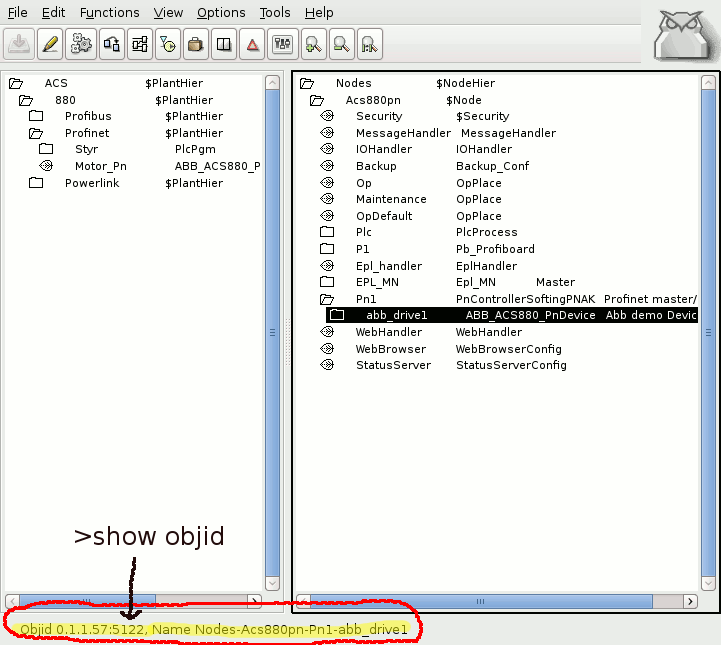 File Edit Functions View Options Tools Help
ACS $PlantHier
880 $PlantHier
Profibus $PlantHier
Profinet $PlantHier
Styr PlcPgm
Motor_Pn ABB_ACS880_P
Powerlink $PlantHier
Nodes $NodeHier
Acs880pn $Node
Security $Security
MessageHandler MessageHandler
IOHandler IOHandler
Backup Backup_Conf
Op OpPlace
Maintenance OpPlace
OpDefault OpPlace
Plc PlcProcess
P1 Pb_Profiboard
Epl_handler EplHandler
EPL_MN Epl_MN Master
Pn1 PnControllerSoftingPNAK Profinet master/
abb_drive1 ABB_ACS880_PnDevice Abb demo Devic
WebHandler WebHandler
WebBrowser WebBrowserConfig
StatusServer StatusServerConfig
>show objid
Objid 0.1.1.57:5122, Name Nodes-Acs880pn-Pn1-abb_drive1